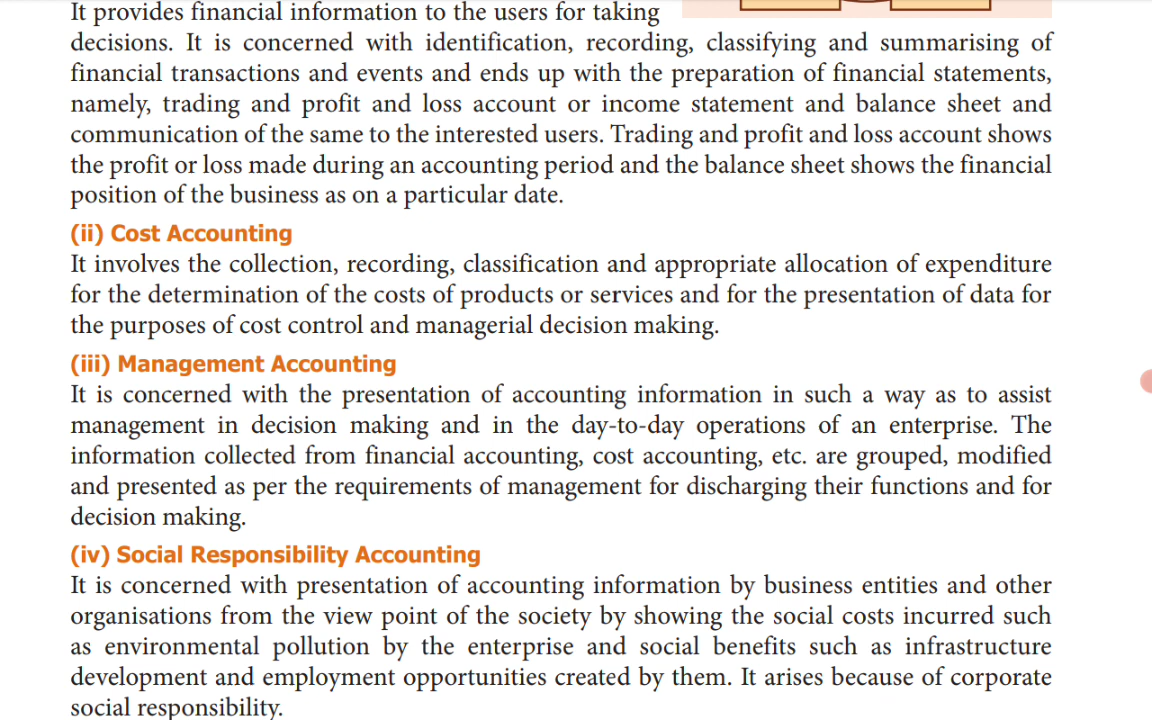 It provides financial information to the users for taking
decisions. It is concerned with identification, recording, classifying and summarising of
financial transactions and events and ends up with the preparation of financial statements,
namely, trading and profit and loss account or income statement and balance sheet and
communication of the same to the interested users. Trading and profit and loss account shows
the profit or loss made during an accounting period and the balance sheet shows the financial
position of the business as on a particular date.
(ii) Cost Accounting
It involves the collection, recording, classification and appropriate allocation of expenditure
for the determination of the costs of products or services and for the presentation of data for
the purposes of cost control and managerial decision making.
(iii) Management Accounting
It is concerned with the presentation of accounting information in such a way as to assist
management in decision making and in the day-to-day operations of an enterprise. The
information collected from financial accounting, cost accounting, etc. are grouped, modified
and presented as per the requirements of management for discharging their functions and for
decision making.
(iv) Social Responsibility Accounting
It is concerned with presentation of accounting information by business entities and other
organisations from the view point of the society by showing the social costs incurred such
as environmental pollution by the enterprise and social benefits such as infrastructure
development and employment opportunities created by them. It arises because of corporate
social responsibility.